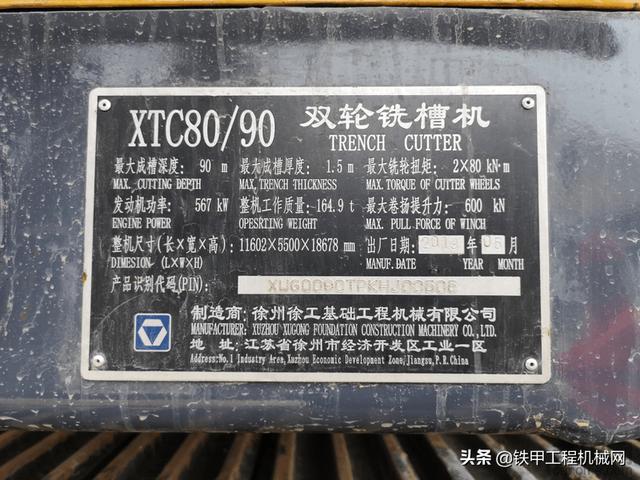 XTC80/90 双轮铣槽机
TRENCH CUTTER
最大成槽深度: 90 m 最大成槽厚度: 1.5 m 最大铣轮扭矩: 2×80 kN·m
MAX. CUTTING DEPTH MAX. TRENCH THICKNESS MAX. TORQUE OF CUTTER WHEELS
发动机功率: 567 kW 整机工作质量: 164.9 t 最大卷扬提升力: 600 kN
ENGINE POWER OPESRTING WEIGHT MAX. PULL FORCE OF WINCH
整机尺寸(长×宽×高): 11602×5500×18678 mm 出厂日期: 年 05月
DIMESION (L×W×H) MAKF.DATE YEAR MONTH
产品识别代码(PIN):
制造商: 徐州徐工基础工程机械有限公司
MANUFACTURER: XUZHOU XUGONG FOUNDATION CONSTRUCTION MACHINERY CO., LTD.
地 址: 江苏省徐州市经济开发区工业一区
Address:No.1 Industry Area,Xuzhou Economic Development Zone,Jiangsu,P.R.China
头条 @铁甲工程机械网